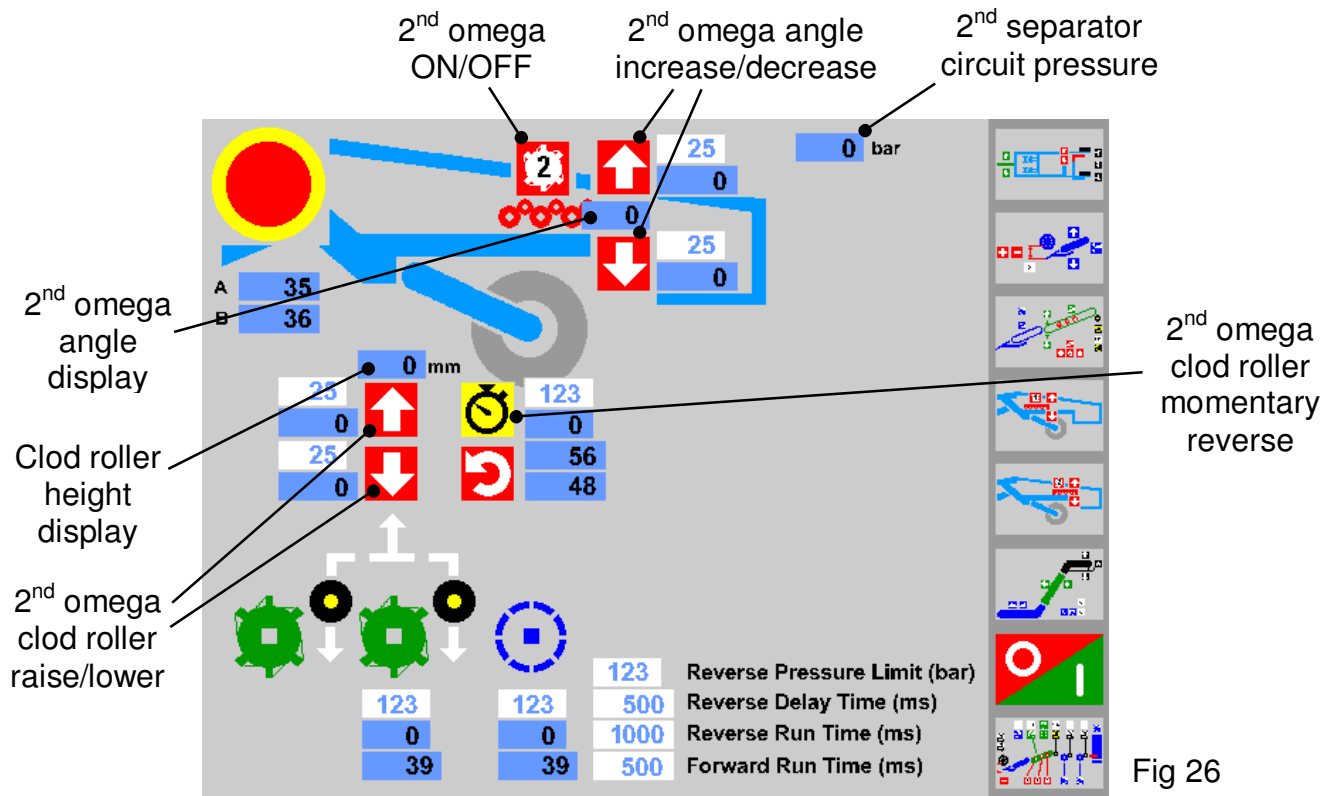 2nd omega
ON/OFF
2nd omega angle
increase/decrease
2nd separator
circuit pressure
2
25
0
0 bar
0
25
0
A 35
B 36
2nd omega
angle
display
0 mm
25
0
25
0
123
0
56
48
2nd omega
clod roller
momentary
reverse
Clod roller
height
display
2nd omega
clod roller
raise/lower
123
0
39
123
0
39
123 Reverse Pressure Limit (bar)
500 Reverse Delay Time (ms)
1000 Reverse Run Time (ms)
500 Forward Run Time (ms)
Fig 26